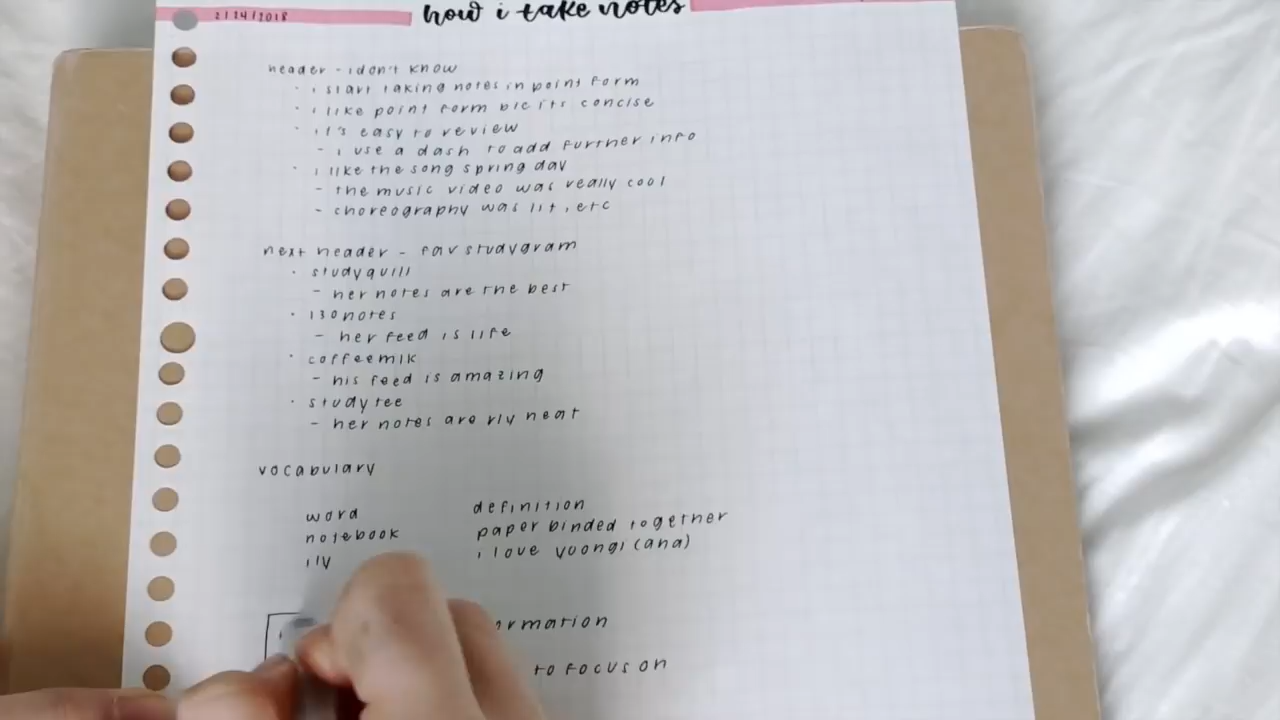 2/24/2018
how i take notes
header - i don't know
· i start taking notes in point form
· i like point form b/c its concise
· it's easy to review
- i use a dash to add further info
· i like the song spring day
- the music video was really cool
- choreography was lit, etc
next header - fav studygram
· studyquill
- her notes are the best
· 130notes
- her feed is life
· coffeemik
- his feed is amazing
· studytee
- her notes are rly neat
vocabulary
word definition
notebook paper binded together
ily i love yoongi (ana)
rmation
to focus on